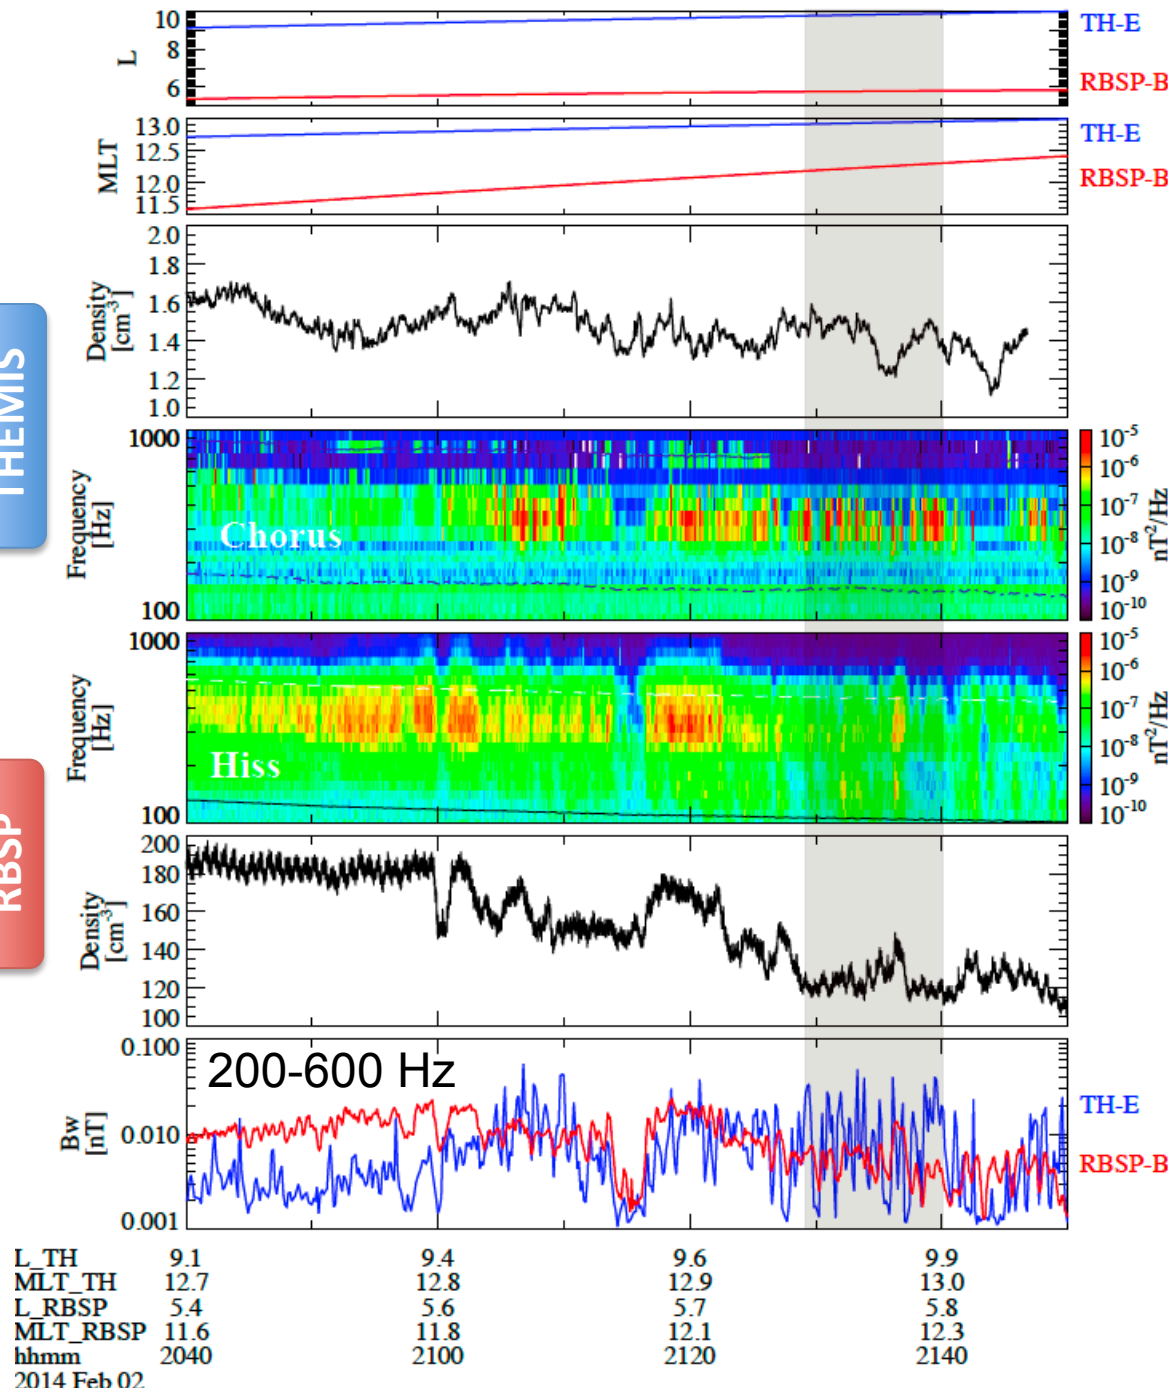 10
8
6
L
TH-E
RBSP-B
13.0
12.5
12.0
11.5
MLT
TH-E
RBSP-B
2.0
1.8
1.6
1.4
1.2
1.0
Density
[cm-3]
THEMIS
1000
100
Frequency
[Hz]
Chorus
10-5
10-6
10-7
10-8
10-9
10-10
nT2/Hz
1000
100
Frequency
[Hz]
Hiss
10-5
10-6
10-7
10-8
10-9
10-10
nT2/Hz
RBSP
200
180
160
140
120
100
Density
[cm-3]
0.100
0.010
0.001
Bw
[nT]
200-600 Hz
TH-E
RBSP-B
L_TH 9.1 9.4 9.6 9.9
MLT_TH 12.7 12.8 12.9 13.0
L_RBSP 5.4 5.6 5.7 5.8
MLT_RBSP 11.6 11.8 12.1 12.3
hhmm 2040 2100 2120 2140
2014 Feb 02